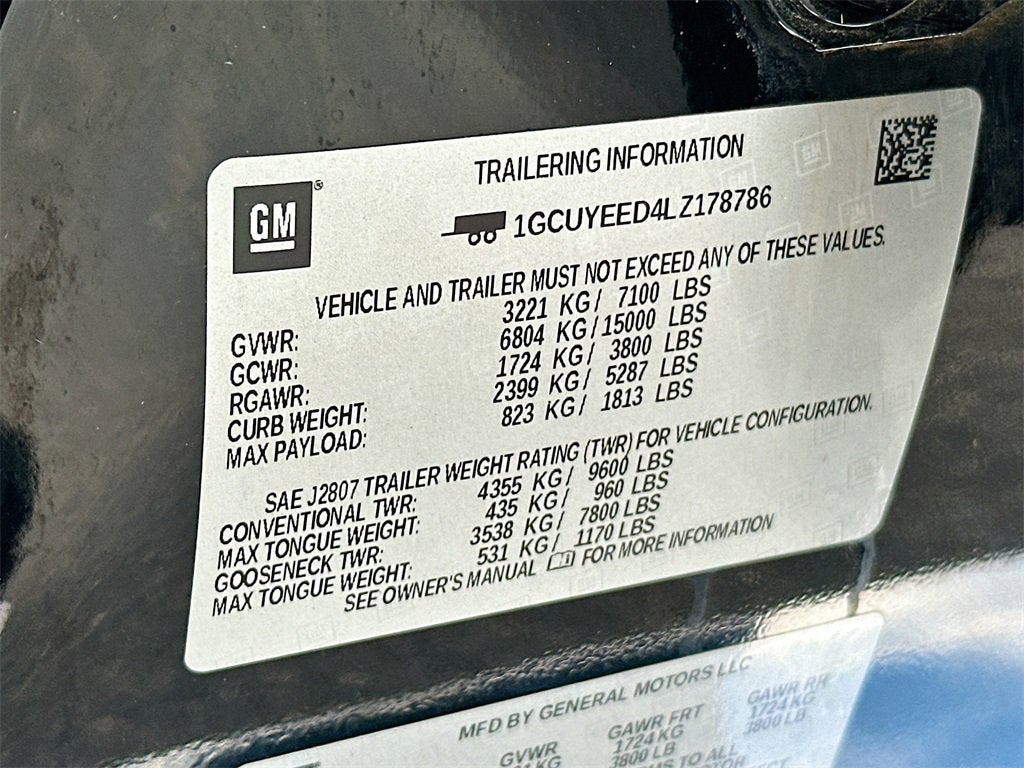 TRAILERING INFORMATION
GM®
1GCUYEED4LZ178786
VEHICLE AND TRAILER MUST NOT EXCEED ANY OF THESE VALUES.
GVWR: 3221 KG/ 7100 LBS
GCWR: 6804 KG/15000 LBS
RGAWR: 1724 KG/ 3800 LBS
CURB WEIGHT: 2399 KG/ 5287 LBS
MAX PAYLOAD: 823 KG/ 1813 LBS
SAE J2807 TRAILER WEIGHT RATING (TWR) FOR VEHICLE CONFIGURATION.
CONVENTIONAL TWR: 4355 KG/ 9600 LBS
MAX TONGUE WEIGHT: 435 KG/ 960 LBS
GOOSENECK TWR: 3538 KG/ 7800 LBS
MAX TONGUE WEIGHT: 531 KG/ 1170 LBS
SEE OWNER'S MANUAL FOR MORE INFORMATION
MFD BY GENERAL MOTORS LLC
GVWR GAWR FRT GAWR RR
KG 1724 KG 1724 KG
3800 LB 3800 LB
TO ALL